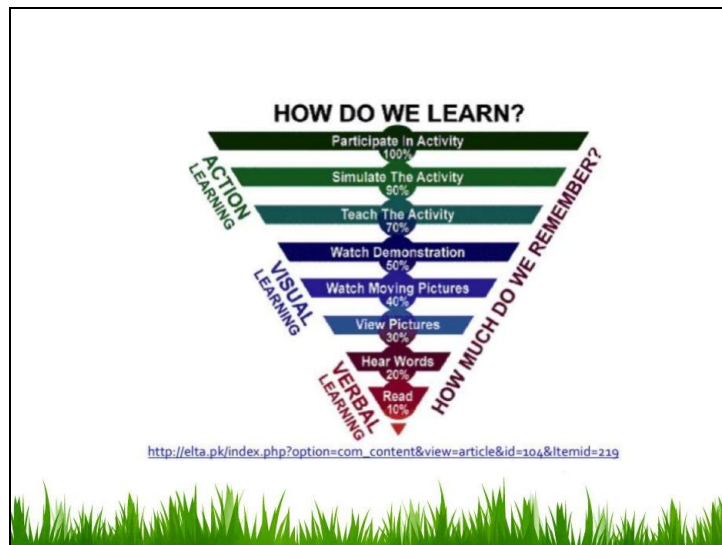 HOW DO WE LEARN?
Participate In Activity
100%
Simulate The Activity
90%
Teach The Activity
70%
Watch Demonstration
50%
Watch Moving Pictures
40%
View Pictures
30%
Hear Words
20%
Read
10%
ACTION
LEARNING
VISUAL
LEARNING
VERBAL
LEARNING
HOW MUCH DO WE REMEMBER?
http://elta.pk/index.php?option=com_content&view=article&id=104&Itemid=219